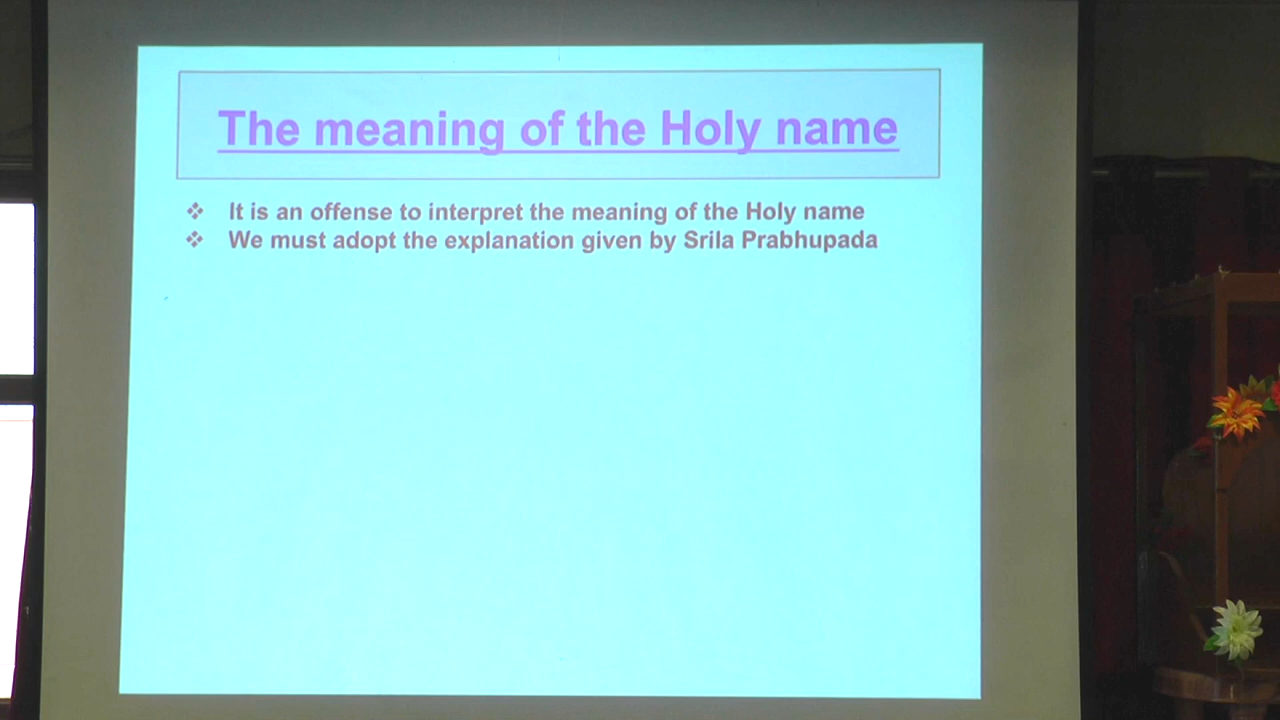 The meaning of the Holy name
❖ It is an offense to interpret the meaning of the Holy name
❖ We must adopt the explanation given by Srila Prabhupada